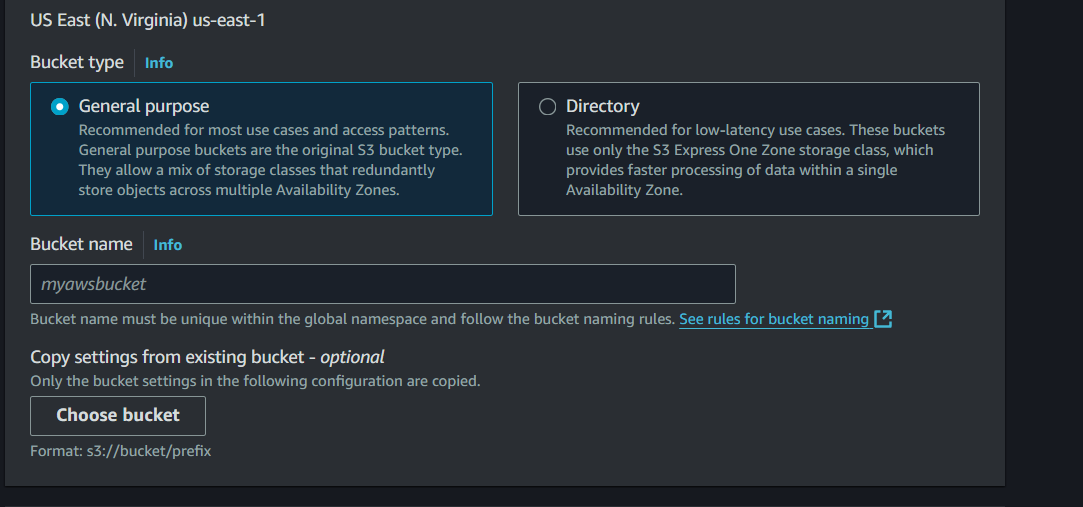 US East (N. Virginia) us-east-1
Bucket type Info
General purpose
Recommended for most use cases and access patterns.
General purpose buckets are the original S3 bucket type.
They allow a mix of storage classes that redundantly
store objects across multiple Availability Zones.
Directory
Recommended for low-latency use cases. These buckets
use only the S3 Express One Zone storage class, which
provides faster processing of data within a single
Availability Zone.
Bucket name Info
myawsbucket
Bucket name must be unique within the global namespace and follow the bucket naming rules. See rules for bucket naming
Copy settings from existing bucket - optional
Only the bucket settings in the following configuration are copied.
Choose bucket
Format: s3://bucket/prefix